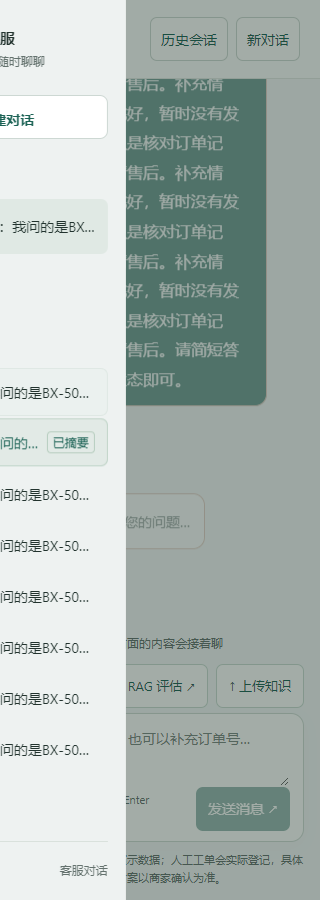 服
随时聊聊
建对话
：我问的是BX...
问的是BX-50...
问的... 已摘要
问的是BX-50...
问的是BX-50...
问的是BX-50...
问的是BX-50...
问的是BX-50...
问的是BX-50...
客服对话
历史会话 新对话
售后。补充情
好，暂时没有发
是核对订单记
售后。补充情
好，暂时没有发
是核对订单记
售后。补充情
好，暂时没有发
是核对订单记
售后。请简短答
态即可。
您的问题...
面的内容会接着聊
RAG 评估 ↗ ↑ 上传知识
也可以补充订单号...
Enter
发送消息 ↗
示数据；人工工单会实际登记，具体
案以商家确认为准。